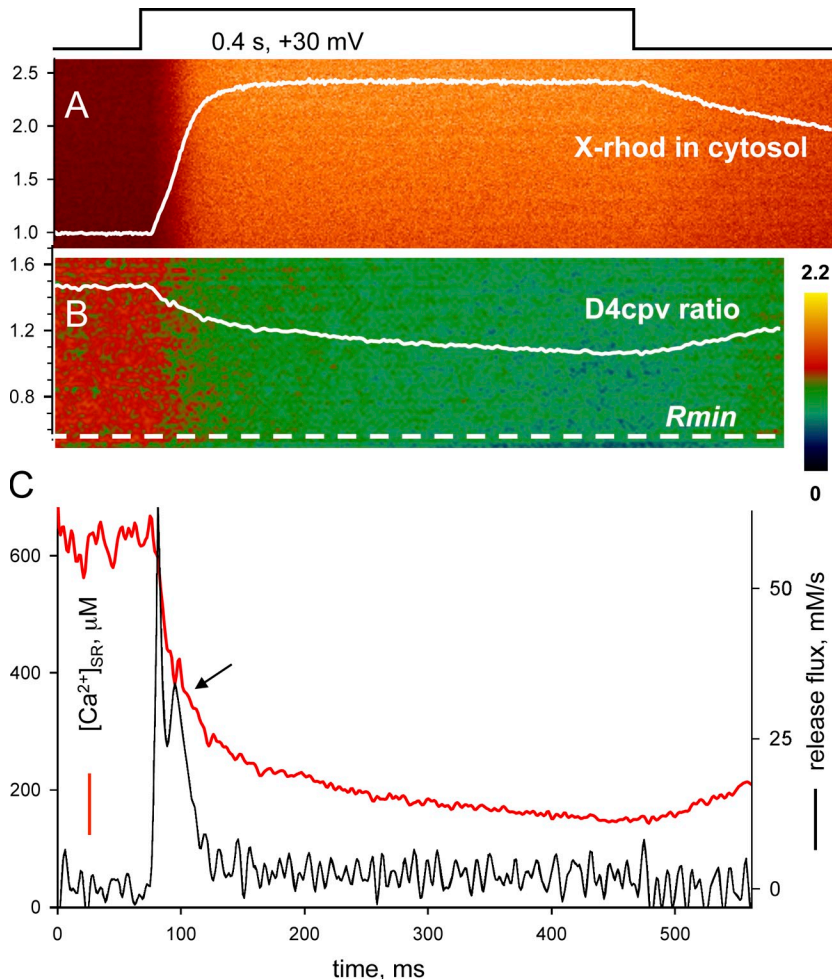 0.4 s, +30 mV
A
2.5
2.0
1.5
1.0
X-rhod in cytosol
B
1.6
1.2
0.8
D4cpv ratio
Rmin
2.2
0
C
600
400
200
0
[Ca²⁺]SR, µM
50
25
0
release flux, mM/s
0
100
200
300
400
500
time, ms